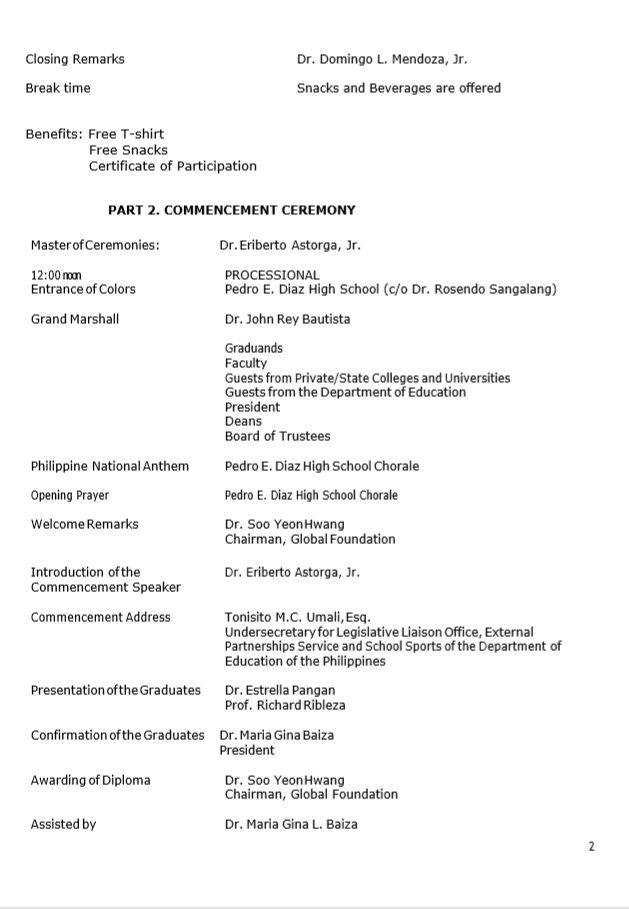 Closing Remarks Dr. Domingo L. Mendoza, Jr.
Break time Snacks and Beverages are offered
Benefits: Free T-shirt
Free Snacks
Certificate of Participation
PART 2. COMMENCEMENT CEREMONY
Master of Ceremonies: Dr. Eriberto Astorga, Jr.
12:00 noon PROCESSIONAL
Entrance of Colors Pedro E. Diaz High School (c/o Dr. Rosendo Sangalang)
Grand Marshall Dr. John Rey Bautista
Graduands
Faculty
Guests from Private/State Colleges and Universities
Guests from the Department of Education
President
Deans
Board of Trustees
Philippine National Anthem Pedro E. Diaz High School Chorale
Opening Prayer Pedro E. Diaz High School Chorale
Welcome Remarks Dr. Soo Yeon Hwang
Chairman, Global Foundation
Introduction of the Dr. Eriberto Astorga, Jr.
Commencement Speaker
Commencement Address Tonisito M.C. Umali, Esq.
Undersecretary for Legislative Liaison Office, External
Partnerships Service and School Sports of the Department of
Education of the Philippines
Presentation of the Graduates Dr. Estrella Pangan
Prof. Richard Ribleza
Confirmation of the Graduates Dr. Maria Gina Baiza
President
Awarding of Diploma Dr. Soo Yeon Hwang
Chairman, Global Foundation
Assisted by Dr. Maria Gina L. Baiza
2